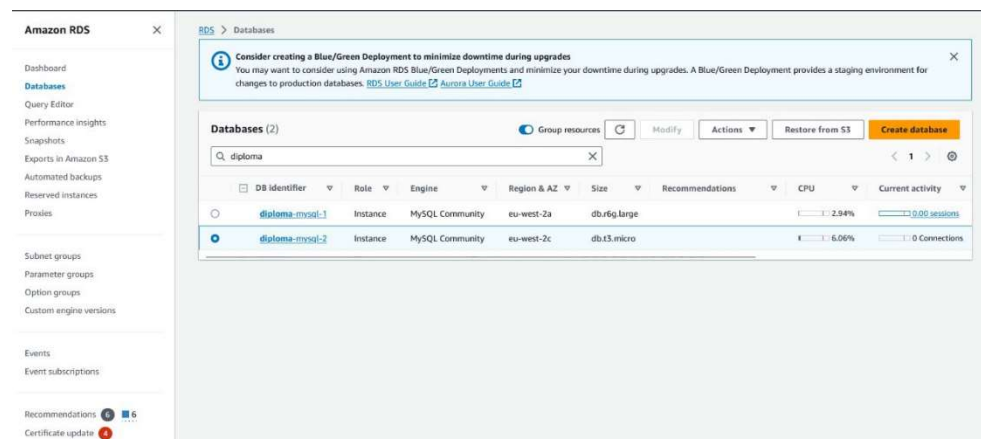 Amazon RDS
Dashboard
Databases
Query Editor
Performance insights
Snapshots
Exports in Amazon S3
Automated backups
Reserved instances
Proxies
Subnet groups
Parameter groups
Option groups
Custom engine versions
Events
Event subscriptions
Recommendations 6 6
Certificate update 4
RDS > Databases
Consider creating a Blue/Green Deployment to minimize downtime during upgrades
You may want to consider using Amazon RDS Blue/Green Deployments and minimize your downtime during upgrades. A Blue/Green Deployment provides a staging environment for
changes to production databases. RDS User Guide Aurora User Guide
Databases (2) Group resources Modify Actions Restore from S3 Create database
diploma 1
DB identifier Role Engine Region & AZ Size Recommendations CPU Current activity
diploma-mysql-1 Instance MySQL Community eu-west-2a db.r6g.large 2.94% 0.00 sessions
diploma-mysql-2 Instance MySQL Community eu-west-2c db.t3.micro 6.06% 0 Connections